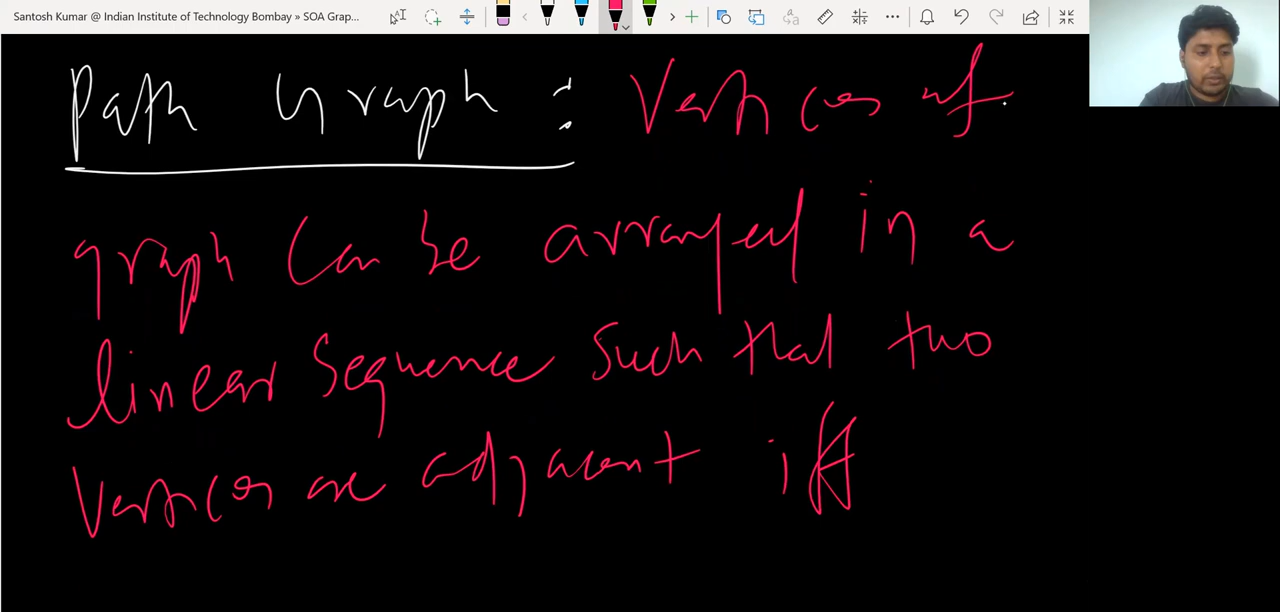 Santosh Kumar @ Indian Institute of Technology Bombay » SOA Grap...
Path Graph : Vertices of
graph can be arranged in a
linear sequence such that two
vertices are adjacent iff